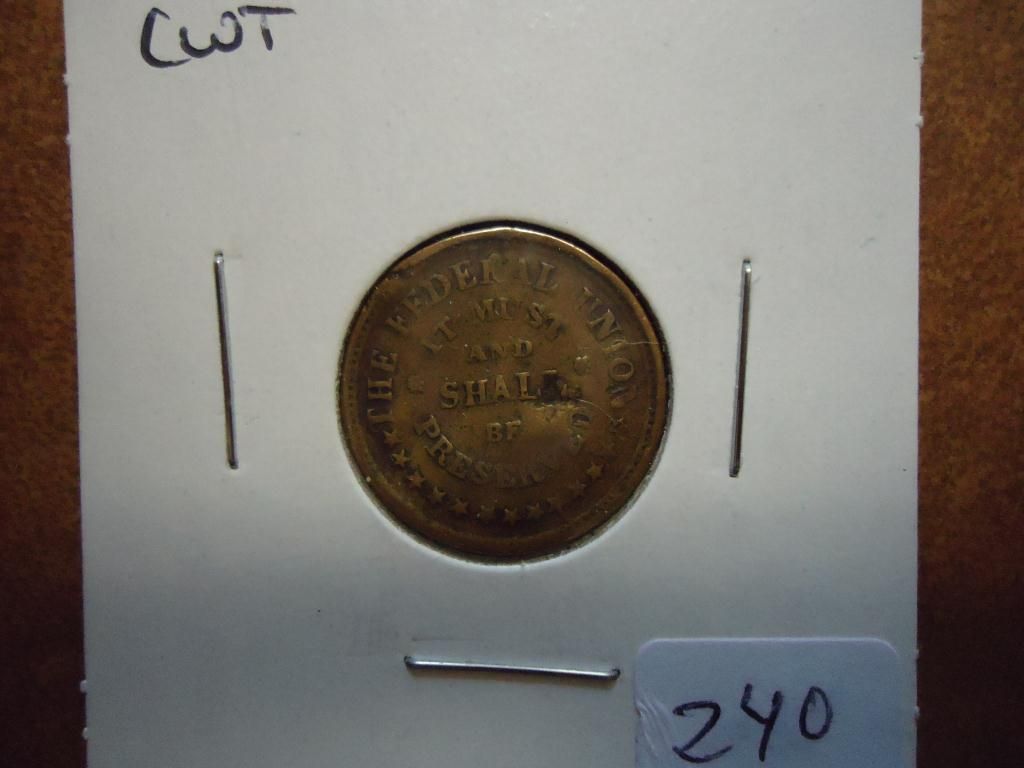 CWT
THE FEDERAL UNION
IT MUST
AND
SHALL
BE
PRESERVED
240